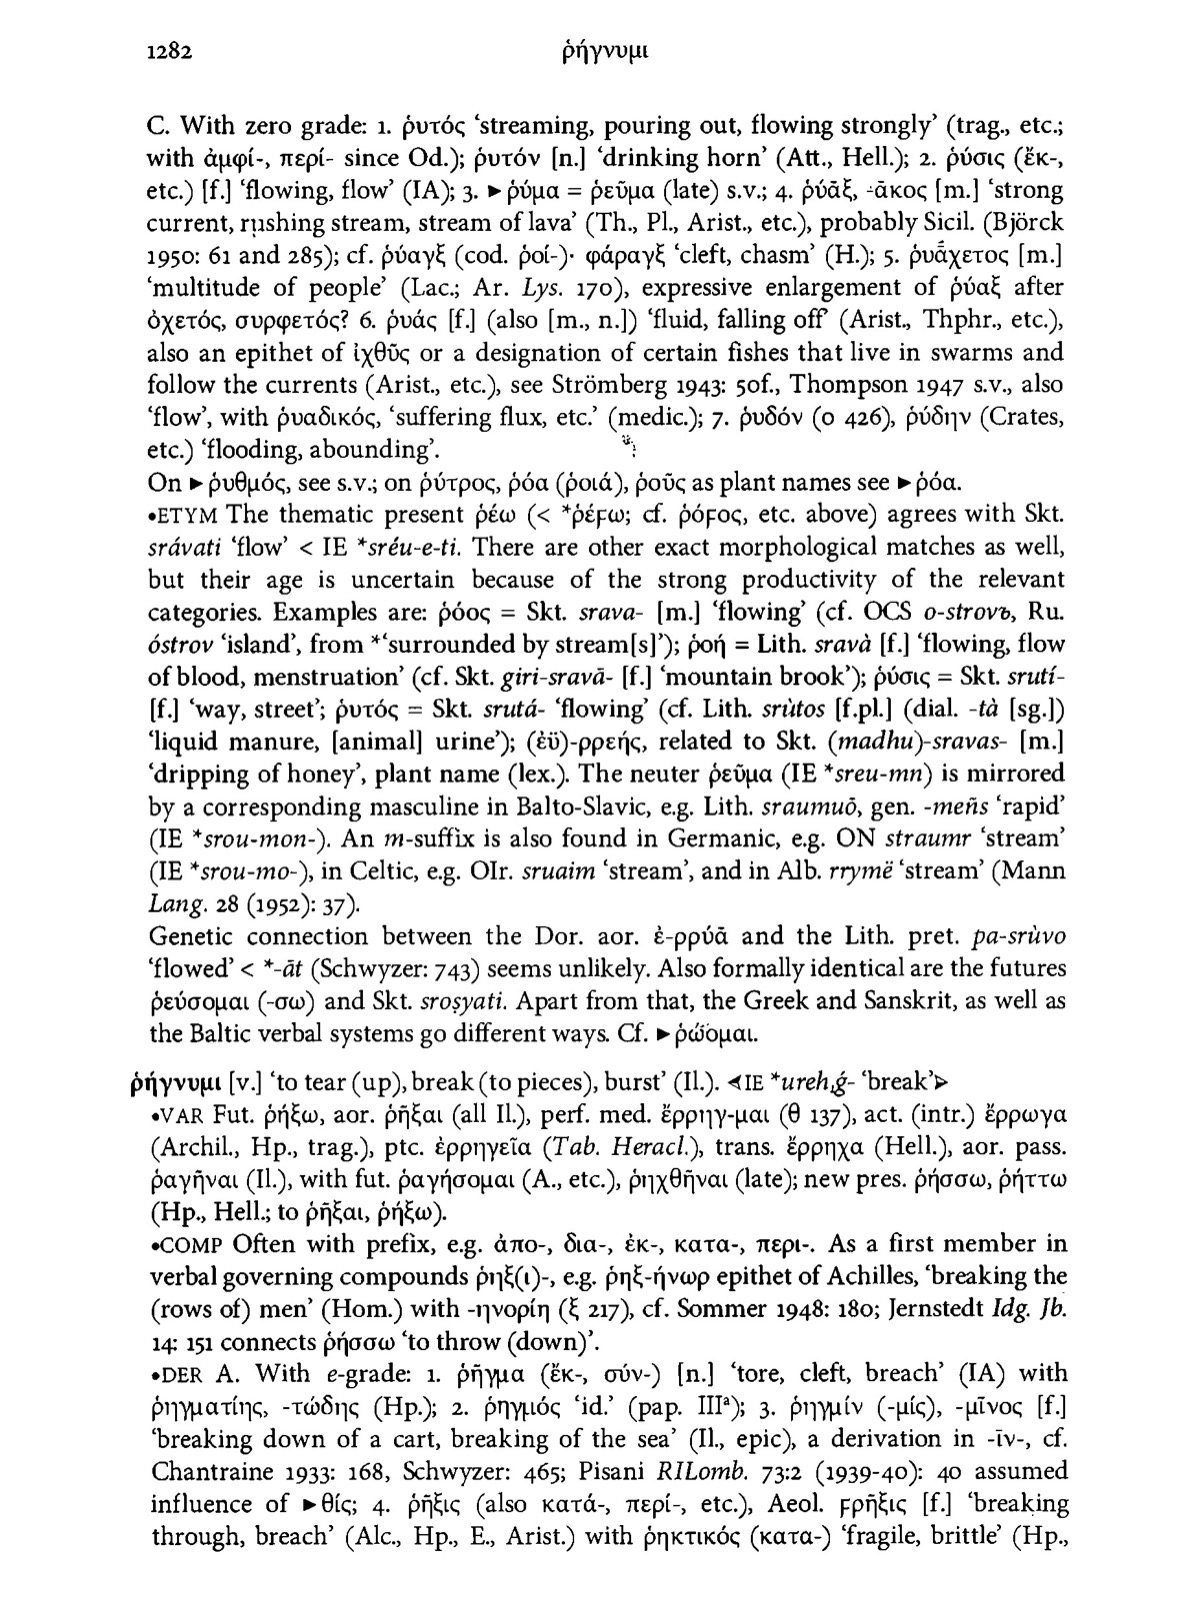 1282 ῥήγνυμι
C. With zero grade: 1. ῥυτός ‘streaming, pouring out, flowing strongly’ (trag., etc.;
with ἀμφί-, περί- since Od.); ῥυτόν [n.] ‘drinking horn’ (Att., Hell.); 2. ῥύσις (ἔκ-,
etc.) [f.] ‘flowing, flow’ (IA); 3. ►ῥύμα = ῥεῦμα (late) s.v.; 4. ῥύᾱξ, -ᾱκος [m.] ‘strong
current, rushing stream, stream of lava’ (Th., Pl., Arist., etc.), probably Sicil. (Björck
1950: 61 and 285); cf. ῥύαγξ (cod. ῥοί-)· φάραγξ ‘cleft, chasm’ (H.); 5. ῥυά̄χετος [m.]
‘multitude of people’ (Lac.; Ar. Lys. 170), expressive enlargement of ῥύαξ after
ὀχετός, συρφετός? 6. ῥυάς [f.] (also [m., n.]) ‘fluid, falling off’ (Arist., Thphr., etc.),
also an epithet of ἰχθῦς or a designation of certain fishes that live in swarms and
follow the currents (Arist., etc.), see Strömberg 1943: 50f., Thompson 1947 s.v., also
‘flow’, with ῥυαδικός, ‘suffering flux, etc.’ (medic.); 7. ῥυδόν (ο 426), ῥύδην (Crates,
etc.) ‘flooding, abounding’.
On ►ῥυθμός, see s.v.; on ῥύτρος, ῥόα (ῥοιά), ῥοῦς as plant names see ►ῥόα.
•ETYM The thematic present ῥέω (< *ῥέϝω; cf. ῥόϝος, etc. above) agrees with Skt.
srávati ‘flow’ < IE *sréu-e-ti. There are other exact morphological matches as well,
but their age is uncertain because of the strong productivity of the relevant
categories. Examples are: ῥόος = Skt. srava- [m.] ‘flowing’ (cf. OCS o-strovъ, Ru.
óstrov ‘island’, from *‘surrounded by stream[s]’); ῥοή = Lith. sravà [f.] ‘flowing, flow
of blood, menstruation’ (cf. Skt. giri-sravā- [f.] ‘mountain brook’); ῥύσις = Skt. srutí-
[f.] ‘way, street’; ῥυτός = Skt. srutá- ‘flowing’ (cf. Lith. srùtos [f.pl.] (dial. -tà [sg.])
‘liquid manure, [animal] urine’); (ἐϋ)-ρρεής, related to Skt. (madhu)-sravas- [m.]
‘dripping of honey’, plant name (lex.). The neuter ῥεῦμα (IE *sreu-mn) is mirrored
by a corresponding masculine in Balto-Slavic, e.g. Lith. sraumuõ, gen. -meñs ‘rapid’
(IE *srou-mon-). An m-suffix is also found in Germanic, e.g. ON straumr ‘stream’
(IE *srou-mo-), in Celtic, e.g. OIr. sruaim ‘stream’, and in Alb. rrymë ‘stream’ (Mann
Lang. 28 (1952): 37).
Genetic connection between the Dor. aor. ἐ-ρρύᾱ and the Lith. pret. pa-srùvo
‘flowed’ < *-āt (Schwyzer: 743) seems unlikely. Also formally identical are the futures
ῥεύσομαι (-σω) and Skt. sroṣyati. Apart from that, the Greek and Sanskrit, as well as
the Baltic verbal systems go different ways. Cf. ►ῥώομαι.
ῥήγνυμι [v.] ‘to tear (up), break (to pieces), burst’ (Il.). ◄IE *ureh₁ǵ- ‘break’►
•VAR Fut. ῥήξω, aor. ῥῆξαι (all Il.), perf. med. ἔρρηγ-μαι (θ 137), act. (intr.) ἔρρωγα
(Archil., Hp., trag.), ptc. ἐρρηγεῖα (Tab. Heracl.), trans. ἔρρηχα (Hell.), aor. pass.
ῥαγῆναι (Il.), with fut. ῥαγήσομαι (A., etc.), ῥηχθῆναι (late); new pres. ῥήσσω, ῥήττω
(Hp., Hell.; to ῥῆξαι, ῥήξω).
•COMP Often with prefix, e.g. ἀπο-, δια-, ἐκ-, κατα-, περι-. As a first member in
verbal governing compounds ῥηξ(ι)-, e.g. ῥηξ-ήνωρ epithet of Achilles, ‘breaking the
(rows of) men’ (Hom.) with -ηνορίη (ξ 217), cf. Sommer 1948: 180; Jernstedt Idg. Jb.
14: 151 connects ῥήσσω ‘to throw (down)’.
•DER A. With e-grade: 1. ῥῆγμα (ἔκ-, σύν-) [n.] ‘tore, cleft, breach’ (IA) with
ῥηγματίης, -τώδης (Hp.); 2. ῥηγμός ‘id.’ (pap. IIIᵃ); 3. ῥηγμίν (-μίς), -μῖνος [f.]
‘breaking down of a cart, breaking of the sea’ (Il., epic), a derivation in -ῑν-, cf.
Chantraine 1933: 168, Schwyzer: 465; Pisani RILomb. 73:2 (1939-40): 40 assumed
influence of ►θίς; 4. ῥῆξις (also κατά-, περί-, etc.), Aeol. ϝρῆξις [f.] ‘breaking
through, breach’ (Alc., Hp., E., Arist.) with ῥηκτικός (κατα-) ‘fragile, brittle’ (Hp.,